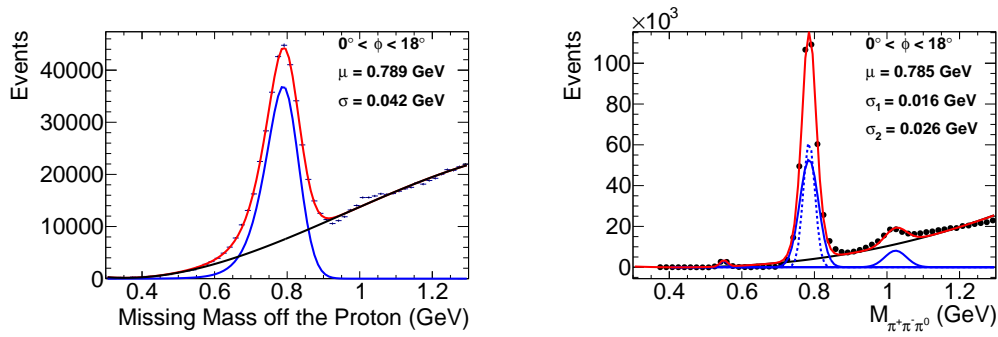 Events
40000
30000
20000
10000
0
0.4 0.6 0.8 1 1.2
Missing Mass off the Proton (GeV)
0° < ϕ < 18°
μ = 0.789 GeV
σ = 0.042 GeV
×10³
Events
100
80
60
40
20
0
0.4 0.6 0.8 1 1.2
M_{π⁺π⁻π⁰} (GeV)
0° < ϕ < 18°
μ = 0.785 GeV
σ₁ = 0.016 GeV
σ₂ = 0.026 GeV